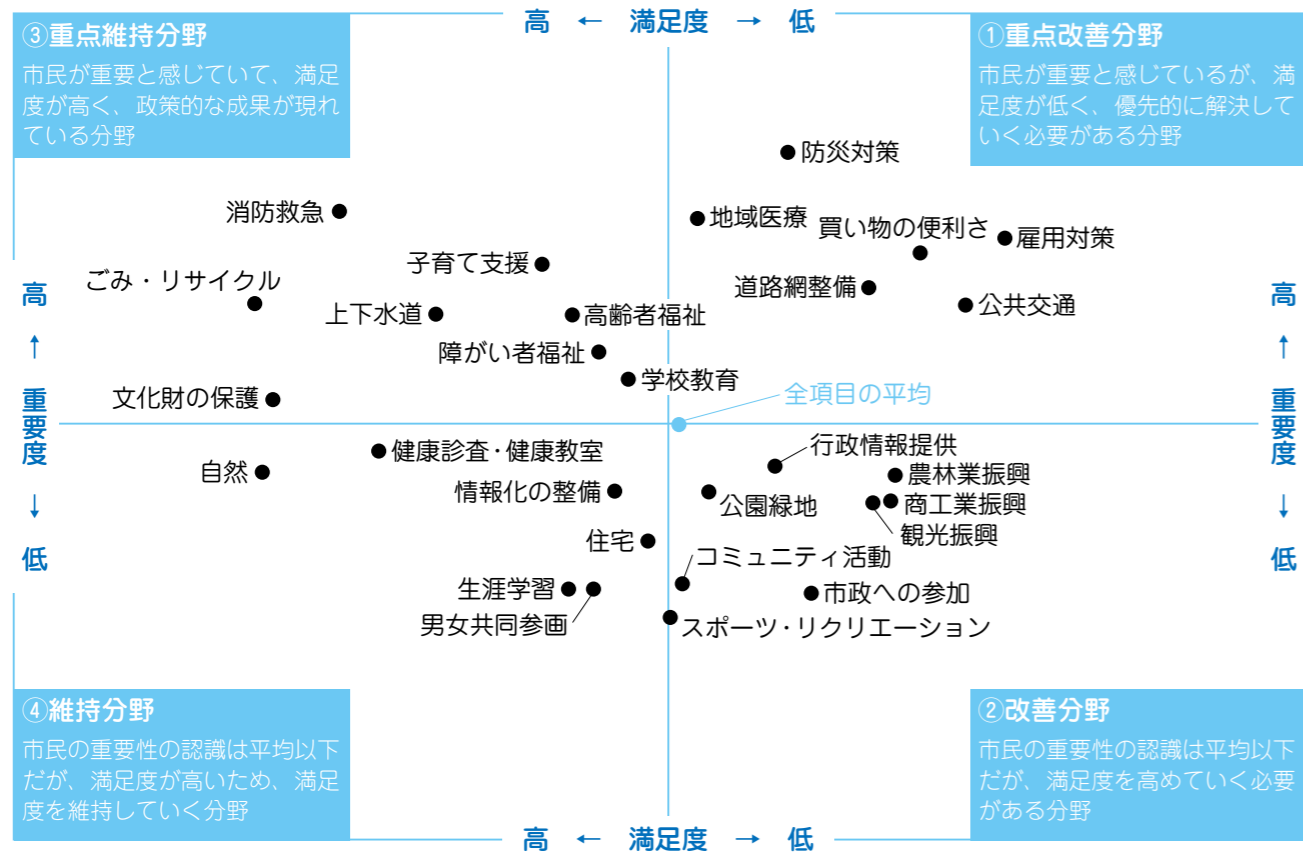 高 ← 満足度 → 低
③重点維持分野
市民が重要と感じていて、満足
度が高く、政策的な成果が現れ
ている分野
①重点改善分野
市民が重要と感じているが、満
足度が低く、優先的に解決して
いく必要がある分野
防災対策
消防救急
地域医療
買い物の便利さ
雇用対策
子育て支援
ごみ・リサイクル
道路網整備
公共交通
上下水道
高齢者福祉
障がい者福祉
学校教育
文化財の保護
全項目の平均
高
↑
重要度
↓
低
高
↑
重要度
↓
低
健康診査・健康教室
行政情報提供
自然
農林業振興
情報化の整備
公園緑地
商工業振興
観光振興
住宅
コミュニティ活動
生涯学習
市政への参加
男女共同参画
スポーツ・リクリエーション
④維持分野
市民の重要性の認識は平均以下
だが、満足度が高いため、満足
度を維持していく分野
②改善分野
市民の重要性の認識は平均以下
だが、満足度を高めていく必要
がある分野
高 ← 満足度 → 低